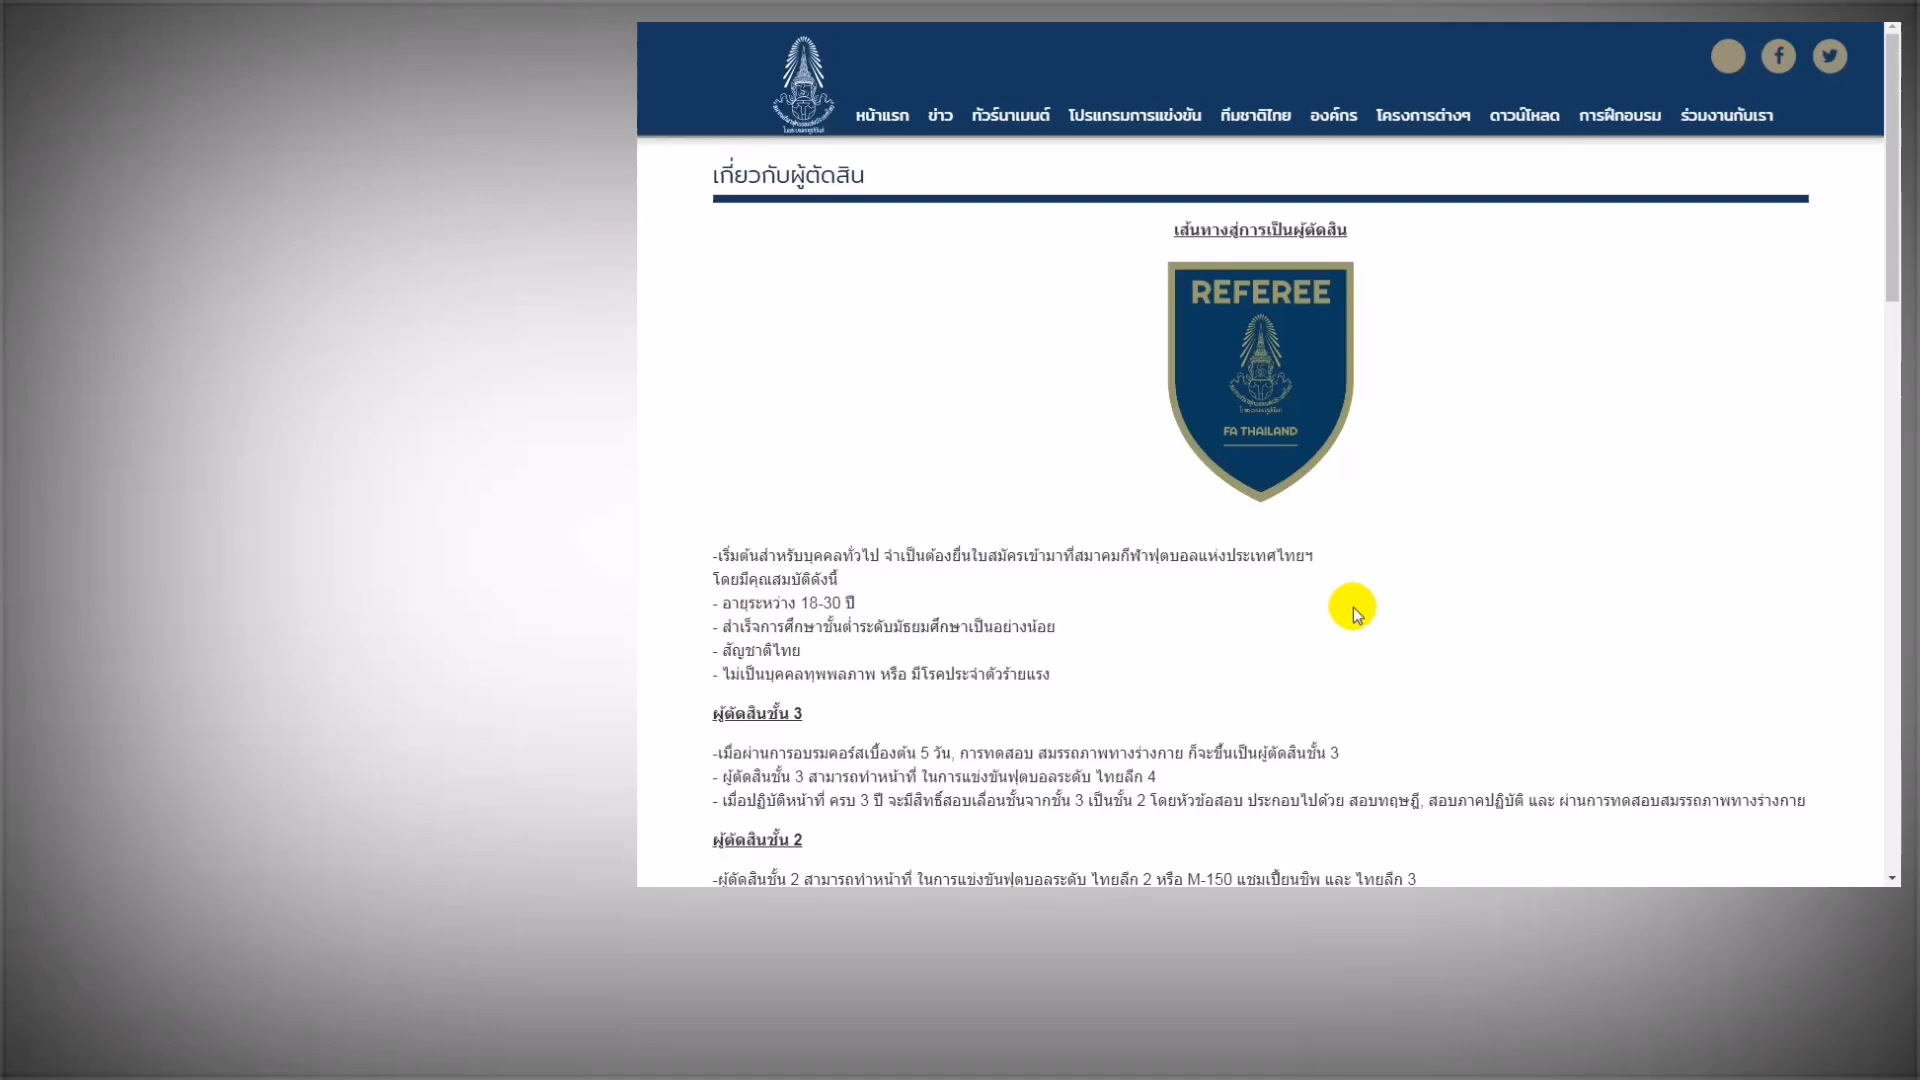 หน้าแรก ข่าว ทัวร์นาเมนต์ โปรแกรมการแข่งขัน ทีมชาติไทย องค์กร โครงการต่างๆ ดาวน์โหลด การฝึกอบรม ร่วมงานกับเรา
เกี่ยวกับผู้ตัดสิน
เส้นทางสู่การเป็นผู้ตัดสิน
REFEREE
FA THAILAND
-เริ่มต้นสำหรับบุคคลทั่วไป จำเป็นต้องยื่นใบสมัครเข้ามาที่สมาคมกีฬาฟุตบอลแห่งประเทศไทยฯ
โดยมีคุณสมบัติดังนี้
- อายุระหว่าง 18-30 ปี
- สำเร็จการศึกษาชั้นต่ำระดับมัธยมศึกษาเป็นอย่างน้อย
- สัญชาติไทย
- ไม่เป็นบุคคลทุพพลภาพ หรือ มีโรคประจำตัวร้ายแรง
ผู้ตัดสินชั้น 3
-เมื่อผ่านการอบรมคอร์สเบื้องต้น 5 วัน, การทดสอบ สมรรถภาพทางร่างกาย ก็จะขึ้นเป็นผู้ตัดสินชั้น 3
- ผู้ตัดสินชั้น 3 สามารถทำหน้าที่ ในการแข่งขันฟุตบอลระดับ ไทยลีก 4
- เมื่อปฏิบัติหน้าที่ ครบ 3 ปี จะมีสิทธิ์สอบเลื่อนชั้นจากชั้น 3 เป็นชั้น 2 โดยหัวข้อสอบ ประกอบไปด้วย สอบทฤษฎี, สอบภาคปฏิบัติ และ ผ่านการทดสอบสมรรถภาพทางร่างกาย
ผู้ตัดสินชั้น 2
-ผู้ตัดสินชั้น 2 สามารถทำหน้าที่ ในการแข่งขันฟุตบอลระดับ ไทยลีก 2 หรือ M-150 แชมเปี้ยนชิพ และ ไทยลีก 3